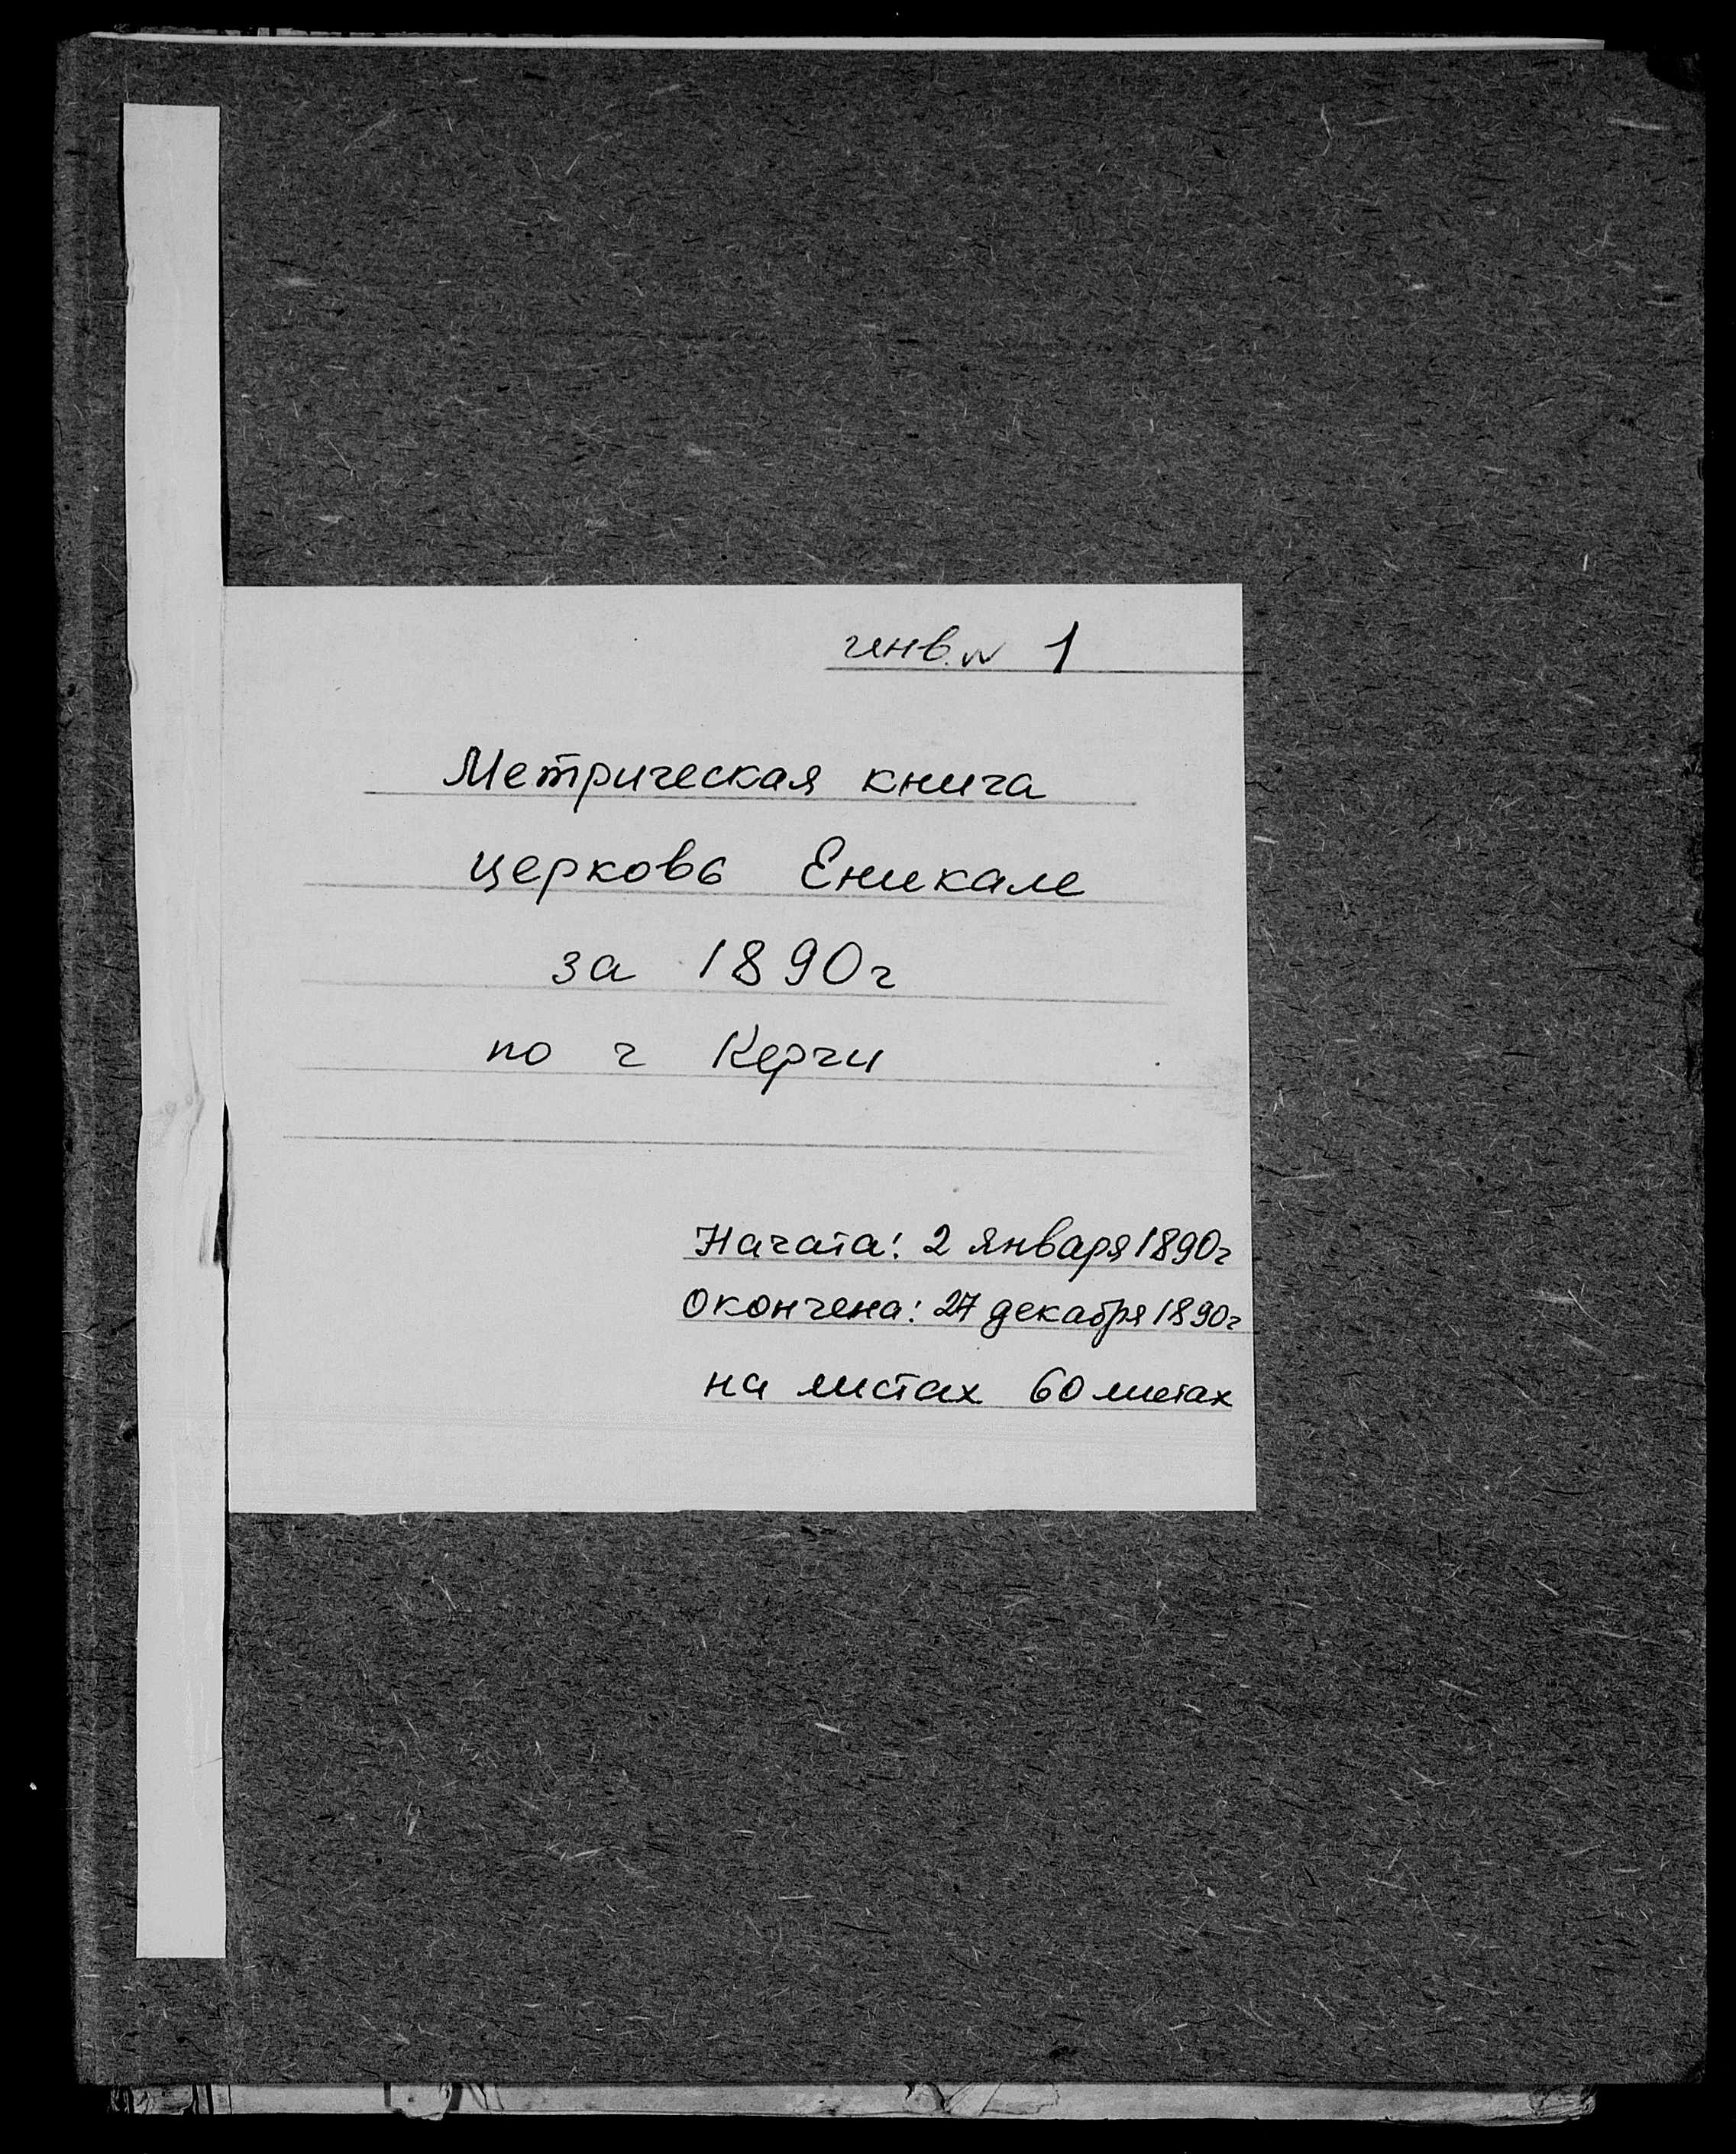 инв. N 1
Метрическая книга
церковь Еникале
за 1890г
по г Керчи
Начата: 2 января 1890г
Окончена: 27 декабря 1890г
на листах 60 листах